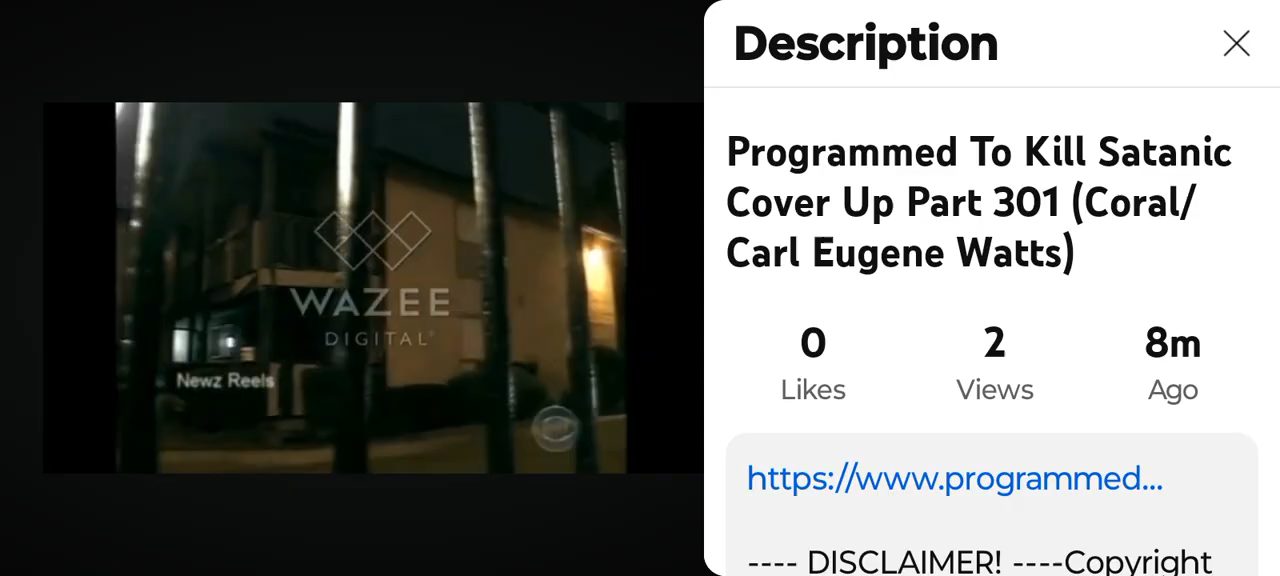 WAZEE
DIGITAL
Newz Reels
Description
Programmed To Kill Satanic
Cover Up Part 301 (Coral/
Carl Eugene Watts)
0 2 8m
Likes Views Ago
https://www.programmed...
---- DISCLAIMER! ----Copyright